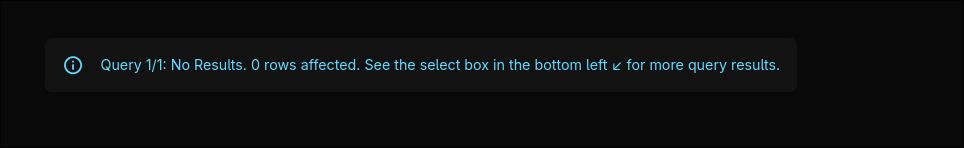 Query 1/1: No Results. 0 rows affected. See the select box in the bottom left ↙ for more query results.